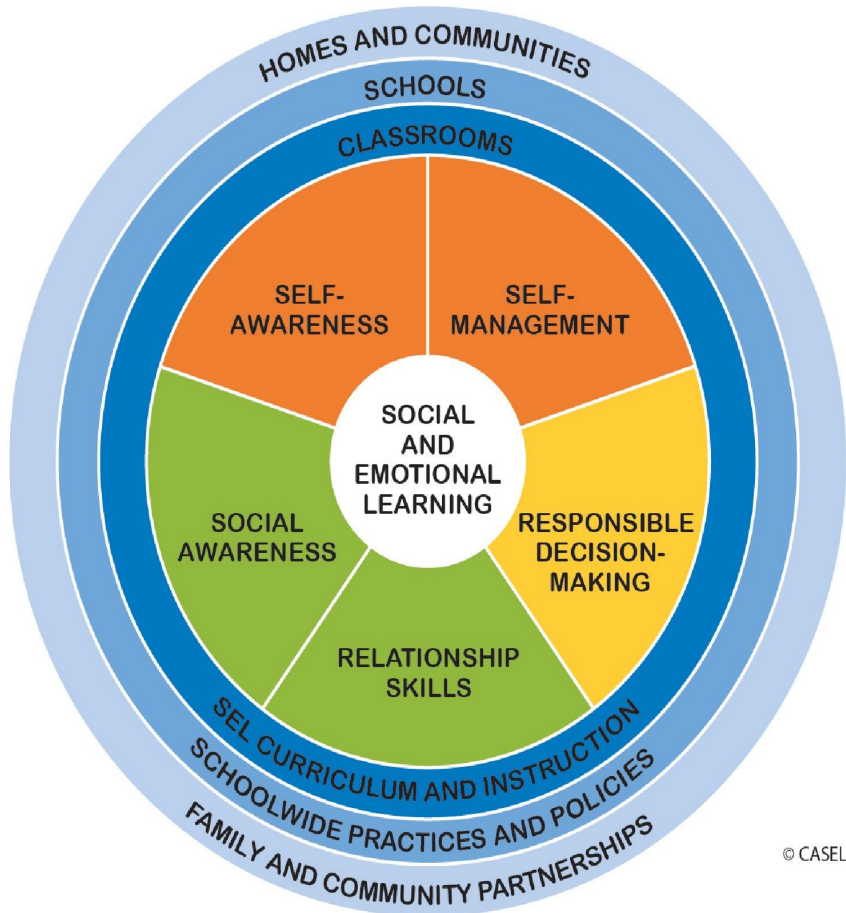 HOMES AND COMMUNITIES
SCHOOLS
CLASSROOMS
SELF-
AWARENESS
SELF-
MANAGEMENT
SOCIAL
AND
EMOTIONAL
LEARNING
SOCIAL
AWARENESS
RESPONSIBLE
DECISION-
MAKING
RELATIONSHIP
SKILLS
SEL CURRICULUM AND INSTRUCTION
SCHOOLWIDE PRACTICES AND POLICIES
FAMILY AND COMMUNITY PARTNERSHIPS
© CASEL